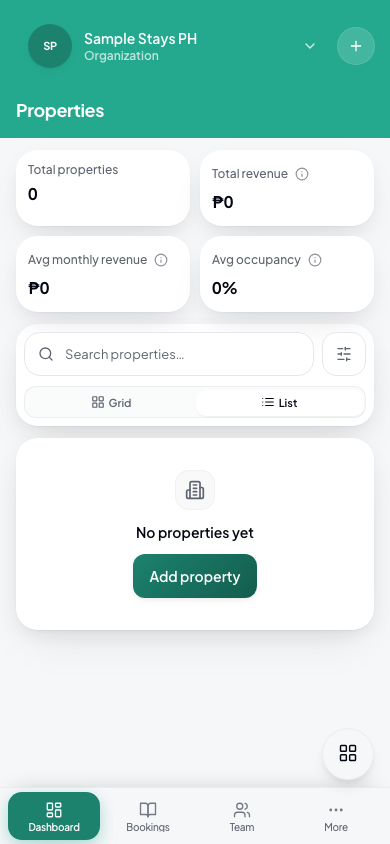 SP
Sample Stays PH
Organization
Properties
Total properties
0
Total revenue
₱0
Avg monthly revenue
₱0
Avg occupancy
0%
Search properties…
Grid
List
No properties yet
Add property
Dashboard
Bookings
Team
More